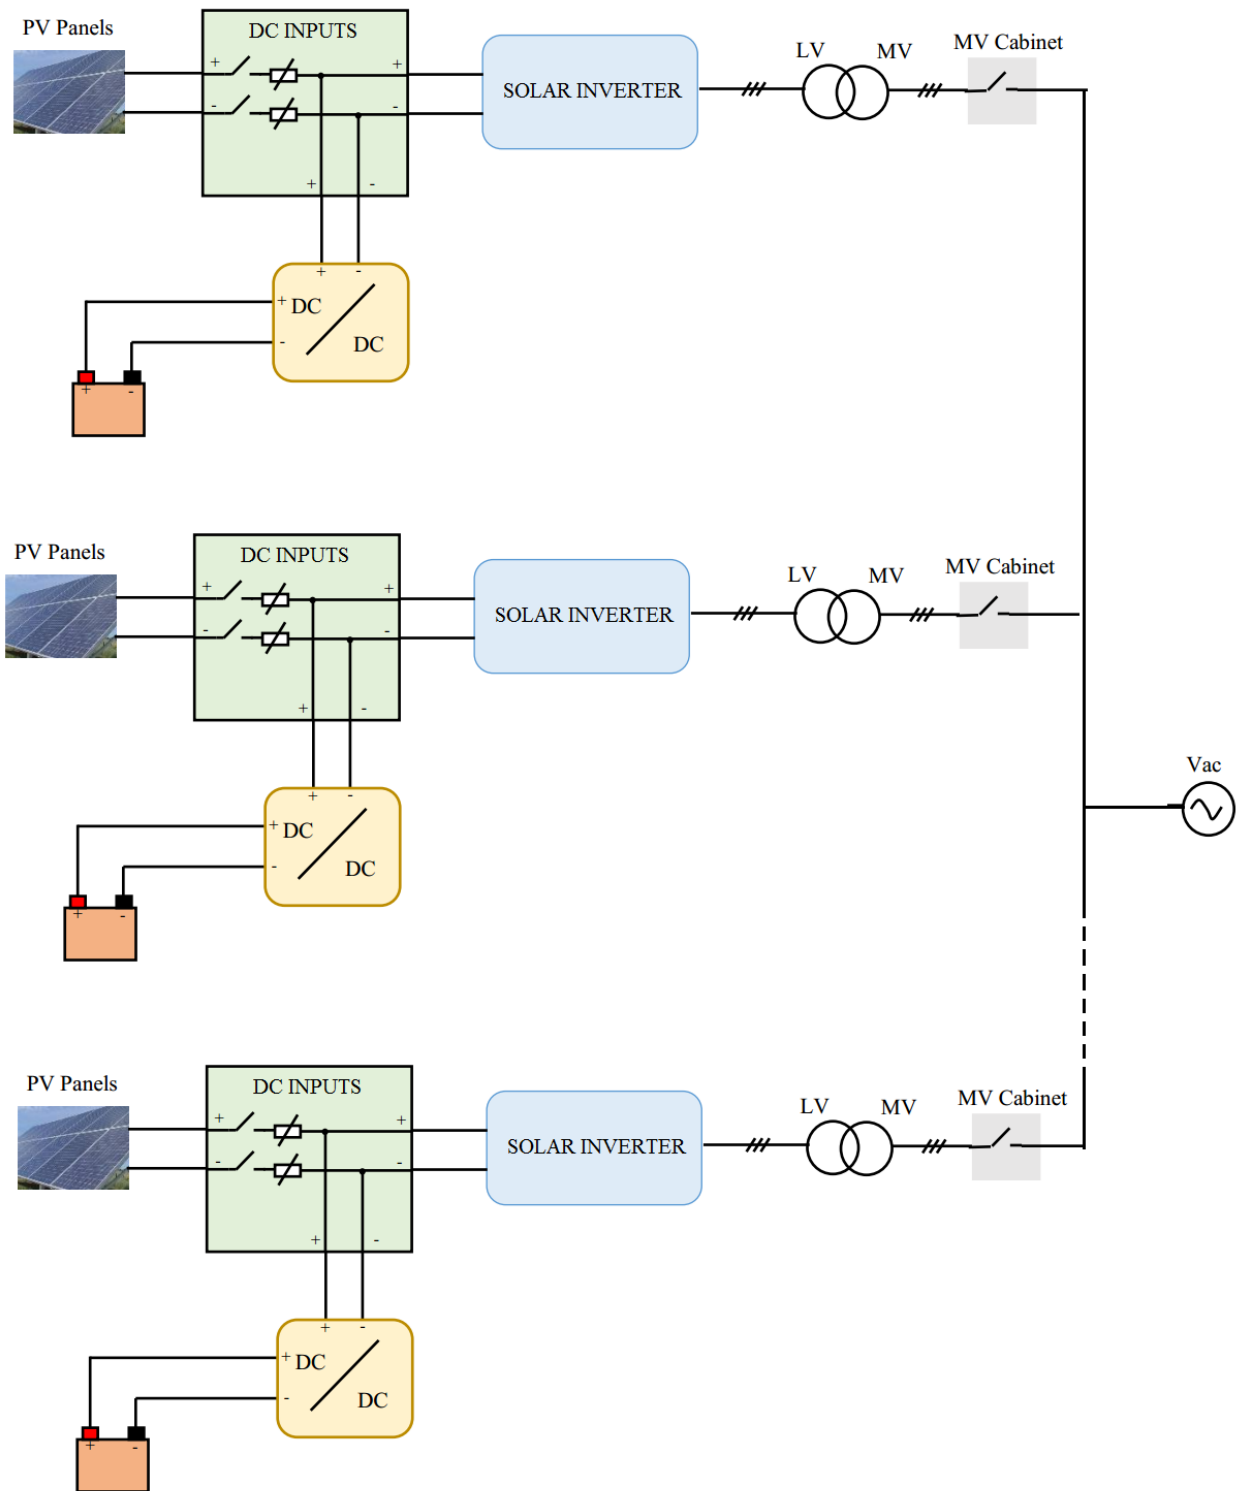 PV Panels
DC INPUTS
+
+
-
-
+
-
SOLAR INVERTER
LV
MV
MV Cabinet
+
-
+
DC
-
DC
+
-
PV Panels
DC INPUTS
+
+
-
-
+
-
SOLAR INVERTER
LV
MV
MV Cabinet
Vac
+
-
+
DC
-
DC
+
-
PV Panels
DC INPUTS
+
+
-
-
+
-
SOLAR INVERTER
LV
MV
MV Cabinet
+
-
+
DC
-
DC
+
-